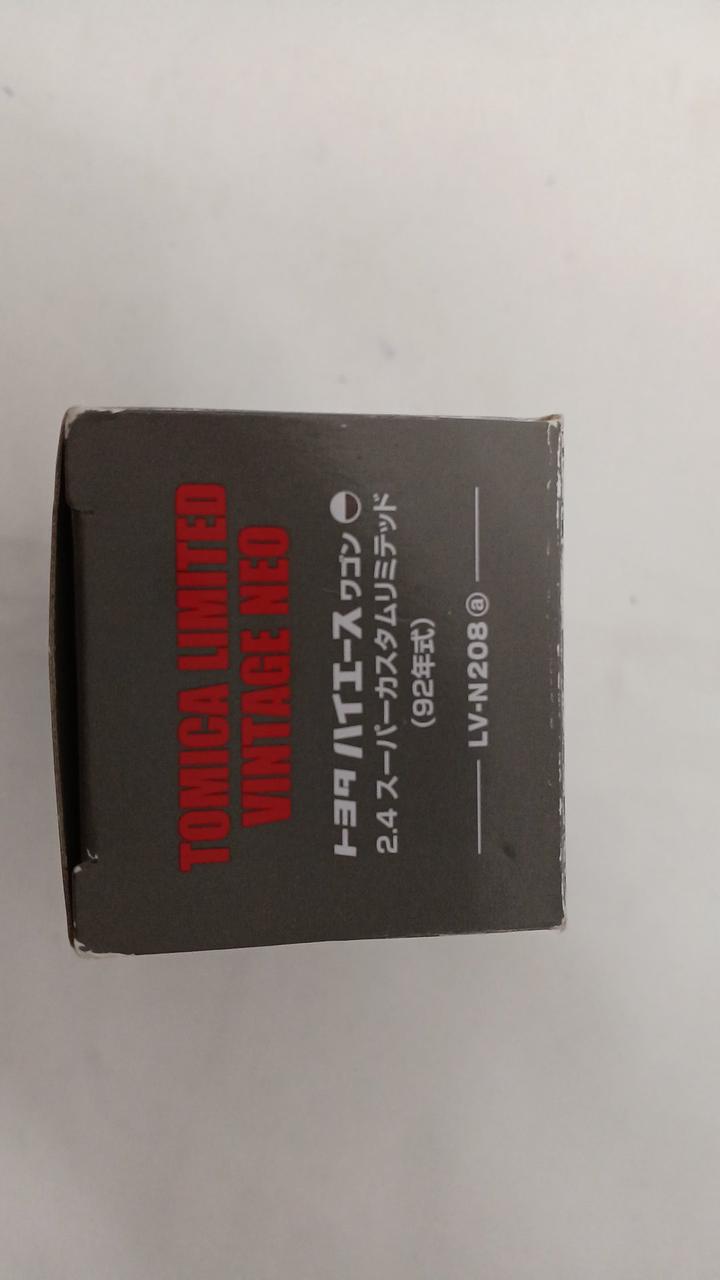 TOMICA LIMITED
VINTAGE NEO
トヨタ ハイエース ワゴン
2.4 スーパーカスタムリミテッド
(92年式)
LV-N208ⓐ